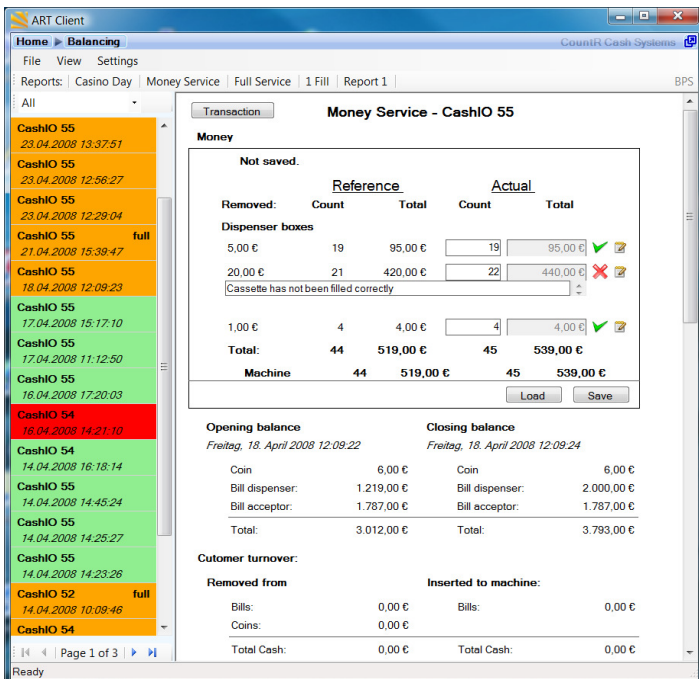 ART Client
Home Balancing CountR Cash Systems
File View Settings
Reports: Casino Day Money Service Full Service 1 Fill Report 1 BPS
All
CashIO 55
23.04.2008 13:37:51
CashIO 55
23.04.2008 12:56:27
CashIO 55
23.04.2008 12:29:04
CashIO 55 full
21.04.2008 15:39:47
CashIO 55
18.04.2008 12:09:23
CashIO 55
17.04.2008 15:17:10
CashIO 55
17.04.2008 11:12:50
CashIO 55
16.04.2008 17:20:03
CashIO 54
16.04.2008 14:21:10
CashIO 54
14.04.2008 16:18:14
CashIO 55
14.04.2008 14:45:24
CashIO 55
14.04.2008 14:25:27
CashIO 55
14.04.2008 14:23:26
CashIO 52 full
14.04.2008 10:09:46
CashIO 54
Page 1 of 3
Transaction Money Service - CashIO 55
Money
Not saved.
Reference Actual
Removed: Count Total Count Total
Dispenser boxes
5,00 € 19 95,00 € 19 95,00 €
20,00 € 21 420,00 € 22 440,00 €
Cassette has not been filled correctly
1,00 € 4 4,00 € 4 4,00 €
Total: 44 519,00 € 45 539,00 €
Machine 44 519,00 € 45 539,00 €
Load Save
Opening balance Closing balance
Freitag, 18. April 2008 12:09:22 Freitag, 18. April 2008 12:09:24
Coin 6,00 € Coin 6,00 €
Bill dispenser: 1.219,00 € Bill dispenser: 2.000,00 €
Bill acceptor: 1.787,00 € Bill acceptor: 1.787,00 €
Total: 3.012,00 € Total: 3.793,00 €
Cutomer turnover:
Removed from Inserted to machine:
Bills: 0,00 € Bills: 0,00 €
Coins: 0,00 €
Total Cash: 0,00 € Total Cash: 0,00 €
Ready